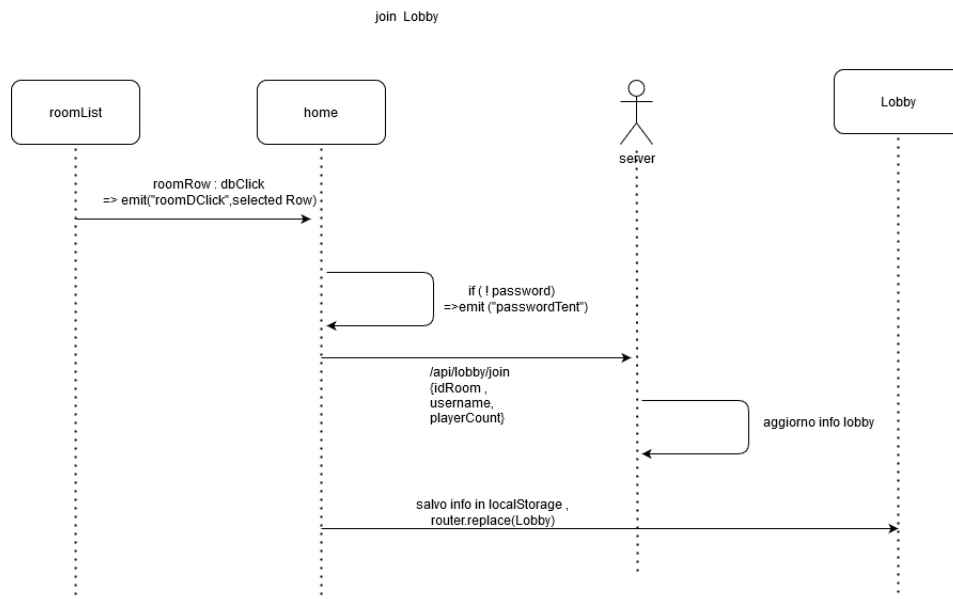 join Lobby
roomList
home
server
Lobby
roomRow : dbClick
=> emit("roomDClick",selected Row)
if ( ! password)
=>emit ("passwordTent")
/api/lobby/join
{idRoom ,
username,
playerCount}
aggiorno info lobby
salvo info in localStorage ,
router.replace(Lobby)